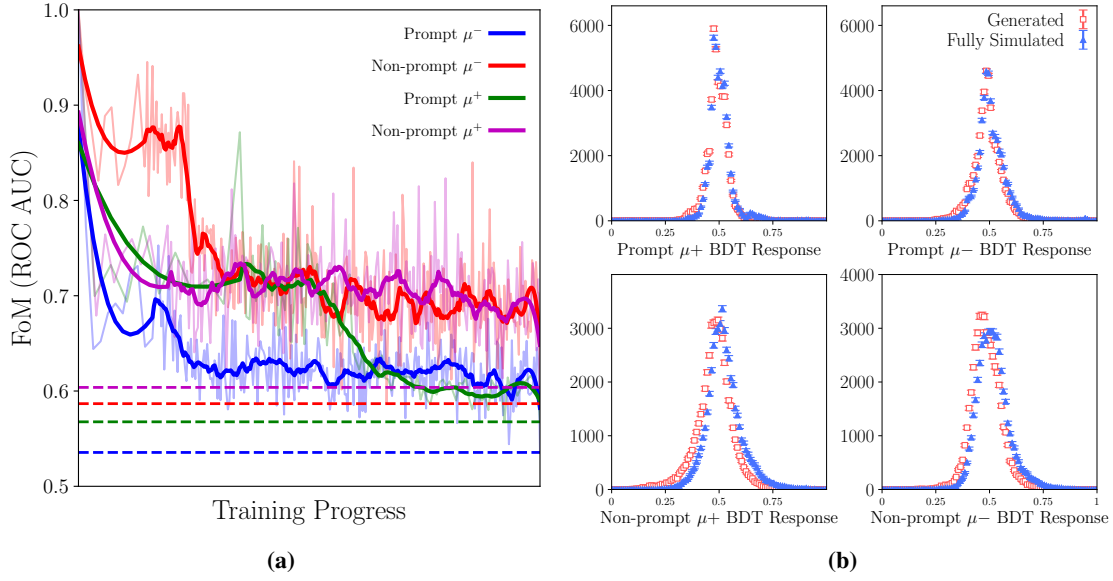 1.0
0.9
0.8
0.7
0.6
0.5
FoM (ROC AUC)
Training Progress
Prompt μ−
Non-prompt μ−
Prompt μ+
Non-prompt μ+
(a)
6000
4000
2000
0
0 0.25 0.5 0.75
Prompt μ+ BDT Response
6000
4000
2000
0
0 0.25 0.5 0.75 1
Prompt μ− BDT Response
Generated
Fully Simulated
4000
3000
2000
1000
0
0 0.25 0.5 0.75
Non-prompt μ+ BDT Response
4000
3000
2000
1000
0
0 0.25 0.5 0.75 1
Non-prompt μ− BDT Response
(b)